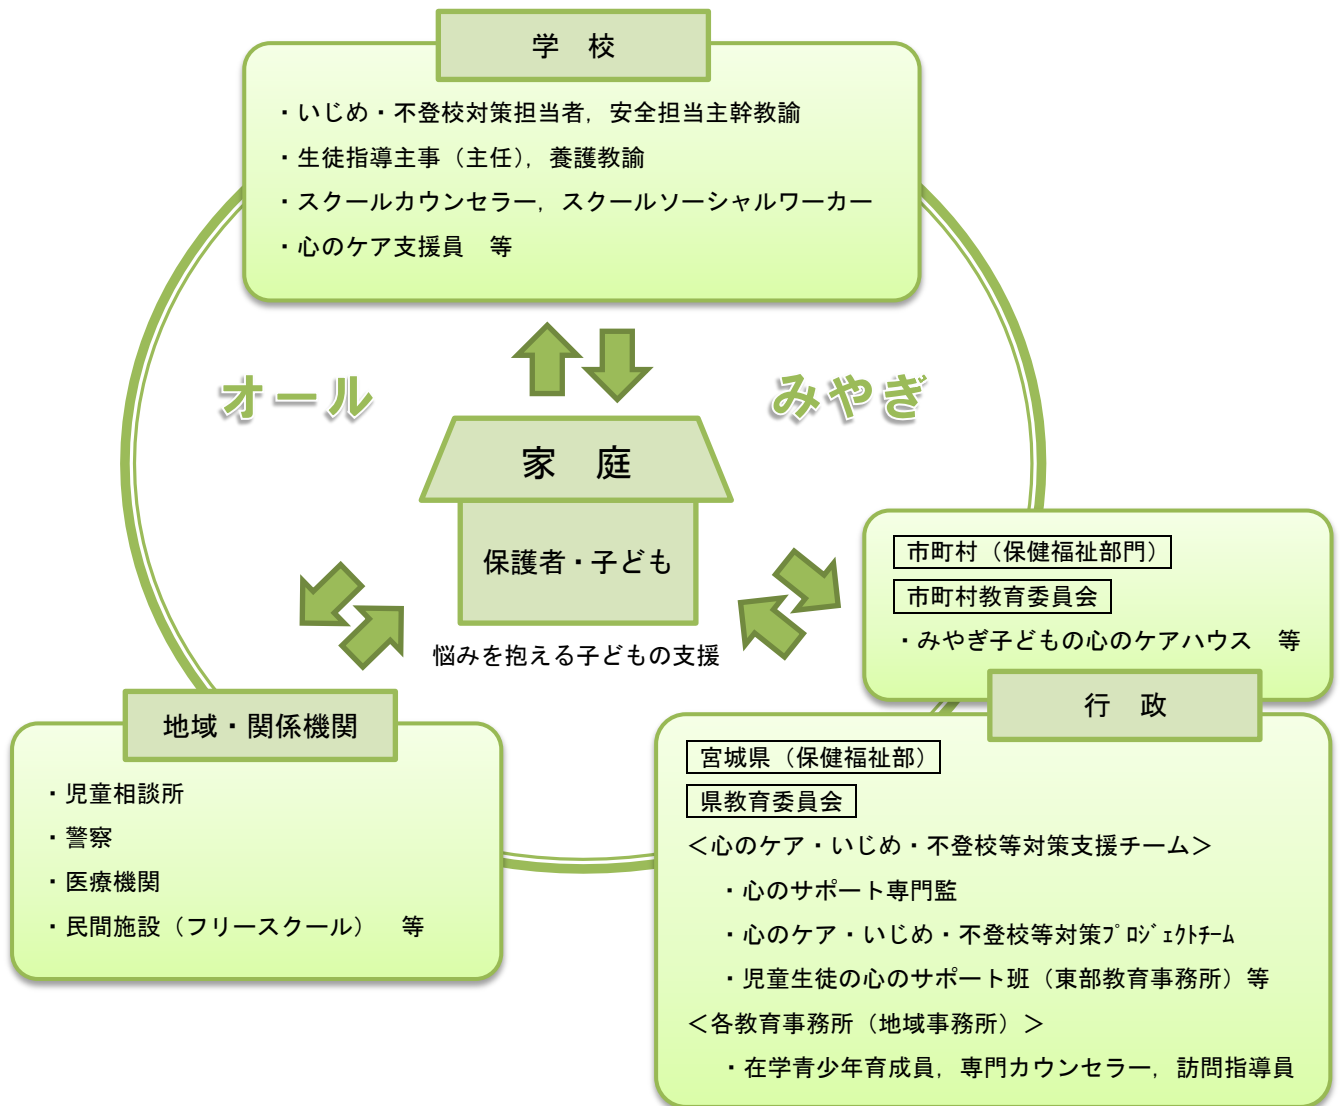 学　校
・いじめ・不登校対策担当者，安全担当主幹教諭
・生徒指導主事（主任），養護教諭
・スクールカウンセラー，スクールソーシャルワーカー
・心のケア支援員　等
オール
みやぎ
家　庭
保護者・子ども
悩みを抱える子どもの支援
市町村（保健福祉部門）
市町村教育委員会
・みやぎ子どもの心のケアハウス　等
行　政
宮城県（保健福祉部）
県教育委員会
＜心のケア・いじめ・不登校等対策支援チーム＞
・心のサポート専門監
・心のケア・いじめ・不登校等対策ﾌﾟﾛｼﾞｪｸﾄﾁｰﾑ
・児童生徒の心のサポート班（東部教育事務所）等
＜各教育事務所（地域事務所）＞
・在学青少年育成員，専門カウンセラー，訪問指導員
地域・関係機関
・児童相談所
・警察
・医療機関
・民間施設（フリースクール）　等